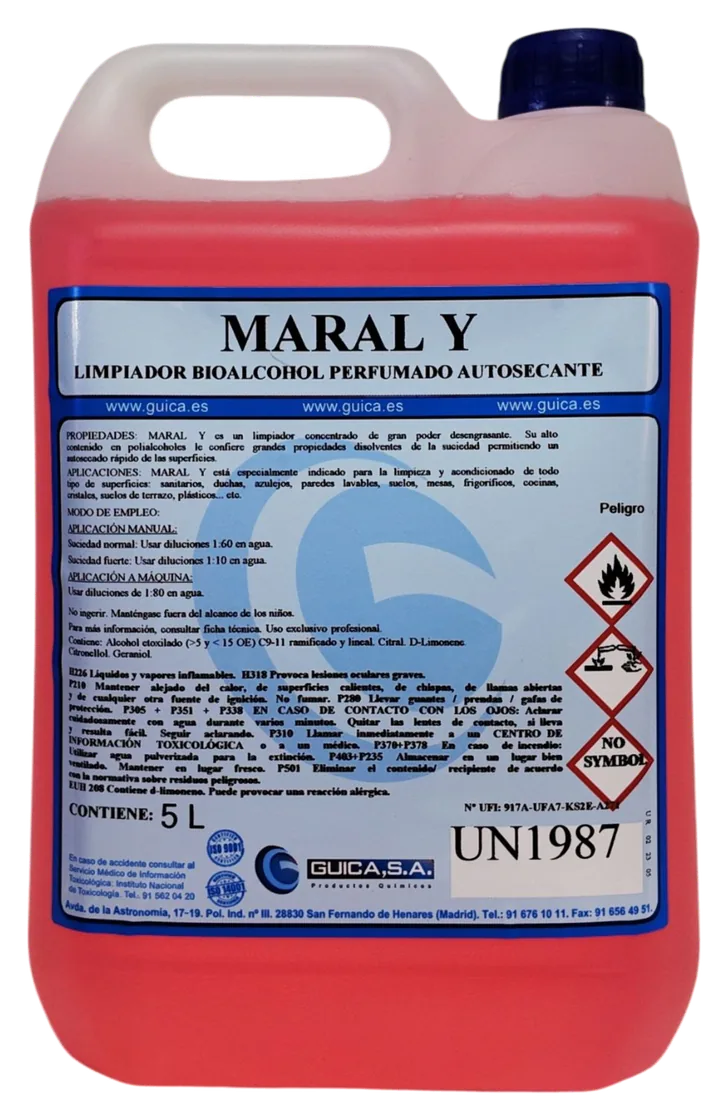 MARAL Y
LIMPIADOR BIOALCOHOL PERFUMADO AUTOSECANTE
www.guica.es www.guica.es www.guica.es
PROPIEDADES: MARAL Y es un limpiador concentrado de gran poder desengrasante. Su alto
contenido en polialcoholes le confiere grandes propiedades disolventes de la suciedad permitiendo un
autosecado rápido de las superficies.
APLICACIONES: MARAL Y está especialmente indicado para la limpieza y acondicionado de todo
tipo de superficies: sanitarios, duchas, azulejos, paredes lavables, suelos, mesas, frigoríficos, cocinas,
cristales, suelos de terrazo, plásticos... etc.
MODO DE EMPLEO:
APLICACIÓN MANUAL:
Suciedad normal: Usar diluciones 1:60 en agua.
Suciedad fuerte: Usar diluciones 1:10 en agua.
APLICACIÓN A MÁQUINA:
Usar diluciones de 1:80 en agua.
No ingerir. Manténgase fuera del alcance de los niños.
Para más información, consultar ficha técnica. Uso exclusivo profesional.
Contiene: Alcohol etoxilado (>5 y < 15 OE) C9-11 ramificado y lineal. Citral. D-Limonene.
Citronellol. Geraniol.
H226 Líquidos y vapores inflamables. H318 Provoca lesiones oculares graves.
P210 Mantener alejado del calor, de superficies calientes, de chispas, de llamas abiertas
y de cualquier otra fuente de ignición. No fumar. P280 Llevar guantes / prendas / gafas de
protección. P305 + P351 + P338 EN CASO DE CONTACTO CON LOS OJOS: Aclarar
cuidadosamente con agua durante varios minutos. Quitar las lentes de contacto, si lleva
y resulta fácil. Seguir aclarando. P310 Llamar inmediatamente a un CENTRO DE
INFORMACIÓN TOXICOLÓGICA o a un médico. P370+P378 En caso de incendio:
Utilizar agua pulverizada para la extinción. P403+P235 Almacenar en un lugar bien
ventilado. Mantener en lugar fresco. P501 Eliminar el contenido/ recipiente de acuerdo
con la normativa sobre residuos peligrosos.
EUH 208 Contiene d-limoneno. Puede provocar una reacción alérgica.
Peligro
NO
SYMBOL
CONTIENE: 5 L
Nº UFI: 917A-UFA7-KS2E-
UN1987
En caso de accidente consultar al
Servicio Médico de Información
Toxicológica: Instituto Nacional
de Toxicología. Tel.: 91 562 04 20
ISO 9001
ISO 14001
GUICA,S.A.
Productos Químicos
Avda. de la Astronomía, 17-19. Pol. Ind. nº III. 28830 San Fernando de Henares (Madrid). Tel.: 91 676 10 11. Fax: 91 656 49 51.